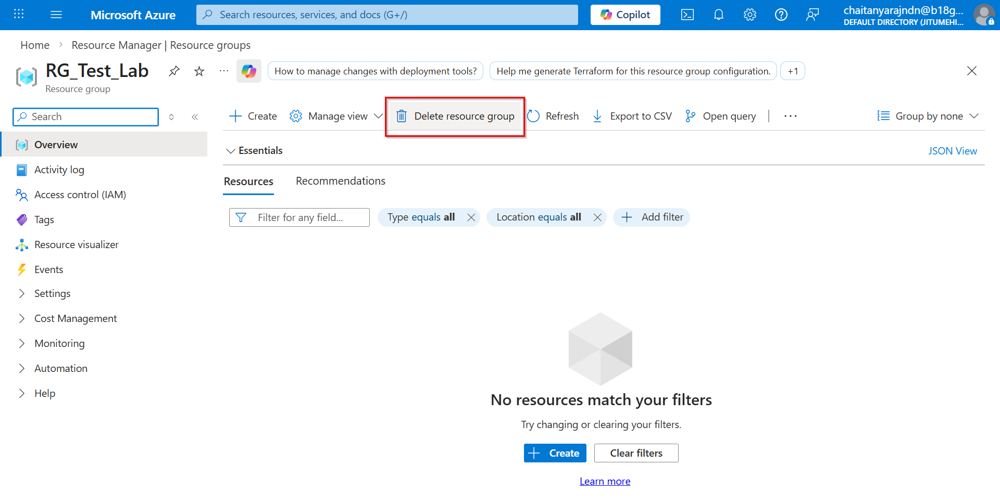 Microsoft Azure
Search resources, services, and docs (G+/)
Copilot
chaitanyarajndn@b18g...
DEFAULT DIRECTORY (JITUMEHI...
Home
Resource Manager | Resource groups
RG_Test_Lab
Resource group
How to manage changes with deployment tools?
Help me generate Terraform for this resource group configuration.
+1
Search
Create
Manage view
Delete resource group
Refresh
Export to CSV
Open query
Group by none
Overview
Activity log
Access control (IAM)
Tags
Resource visualizer
Events
Settings
Cost Management
Monitoring
Automation
Help
Essentials
JSON View
Resources
Recommendations
Filter for any field...
Type equals all
Location equals all
Add filter
No resources match your filters
Try changing or clearing your filters.
Create
Clear filters
Learn more